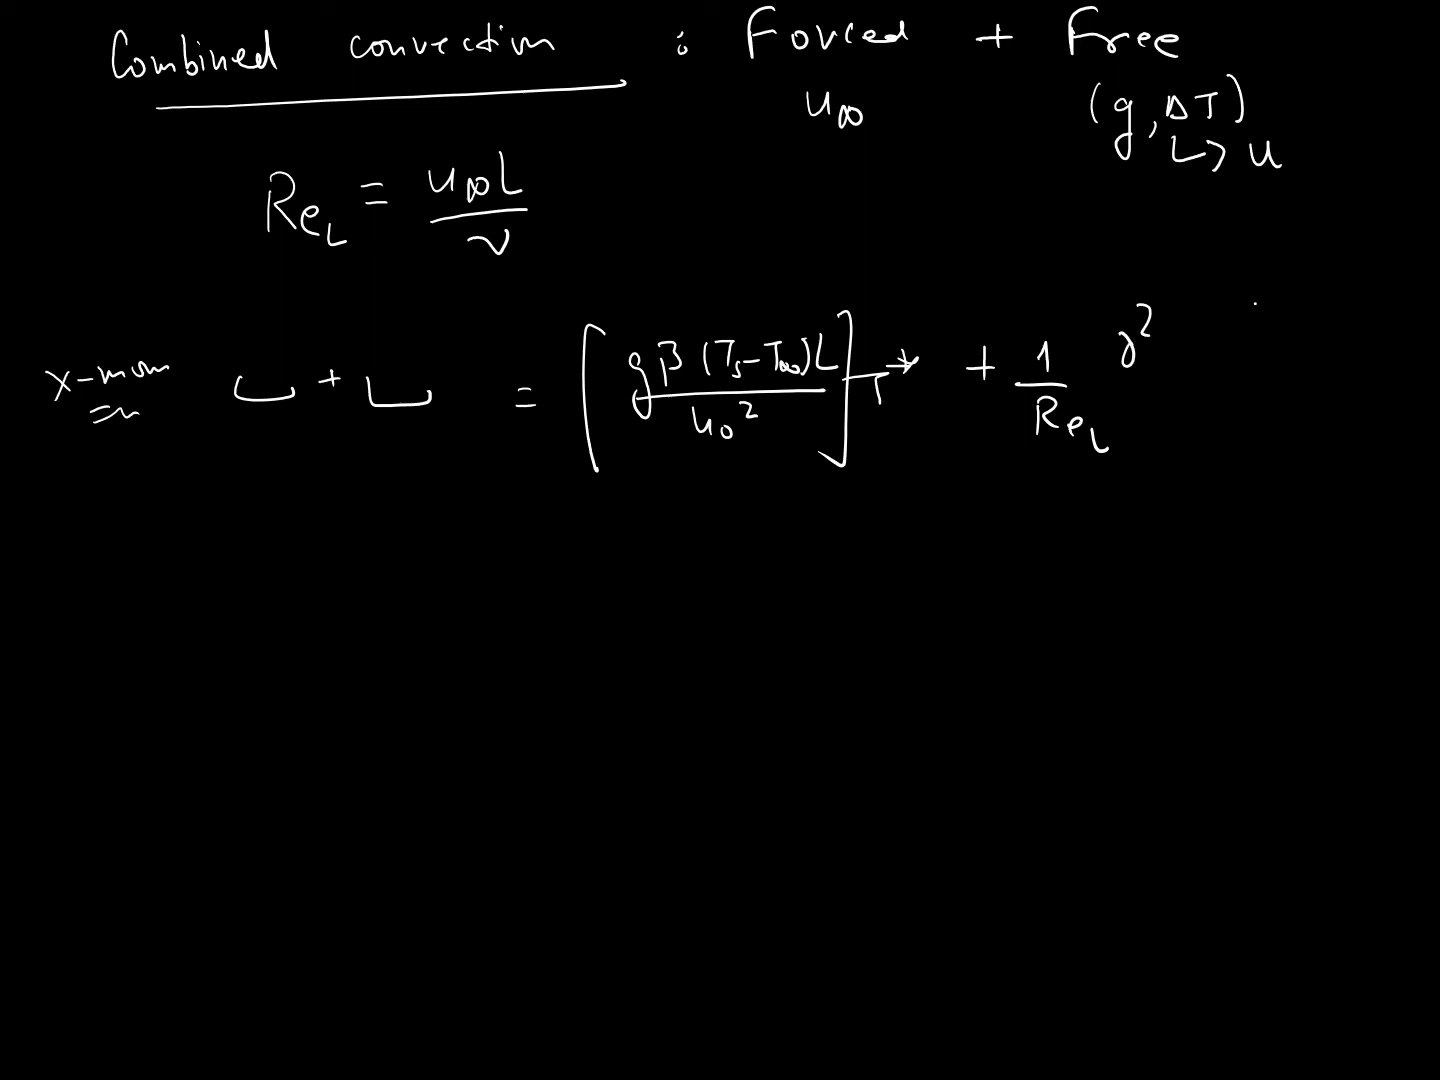 Combined convection : Forced + Free
u∞ (g, ΔT)
↳ u
Re_L = u∞L / ν
x-mom ⎵ + ⎵ = [gβ (Ts - T∞)L / u₀²] T* + 1/Re_L ∂²